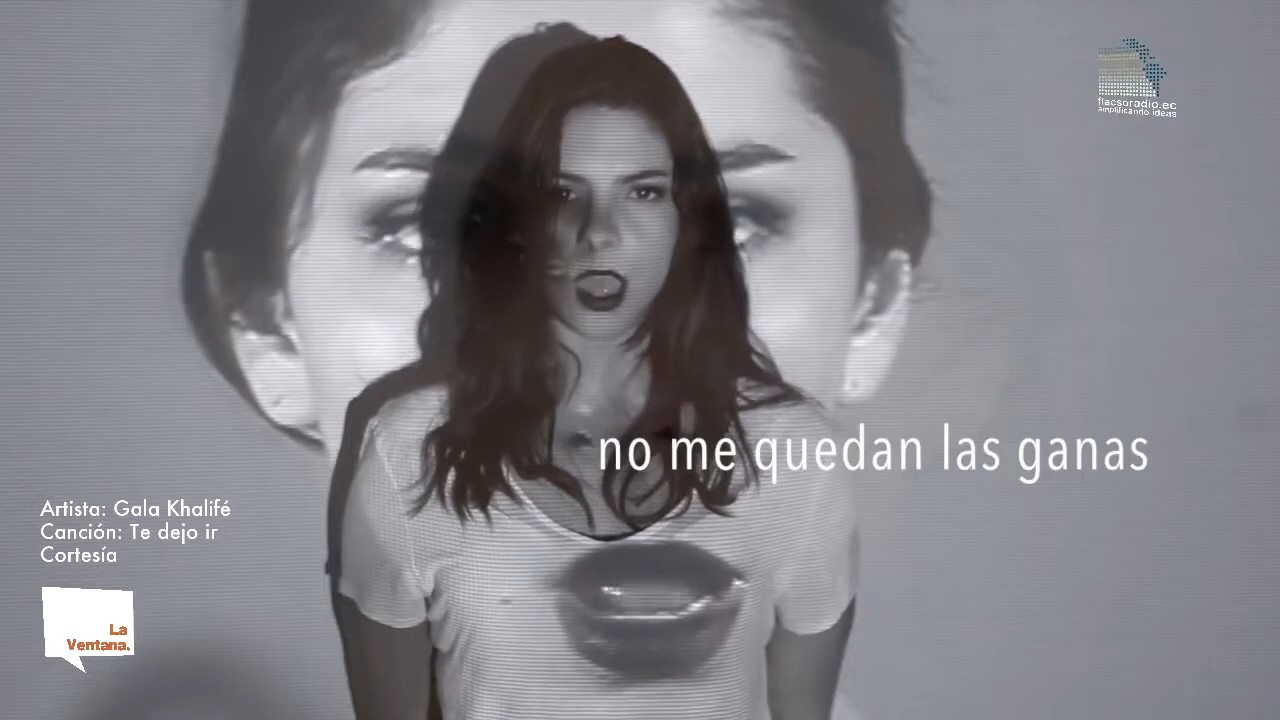 flacsoradio.ec
amplificando ideas
no me quedan las ganas
Artista: Gala Khalifé
Canción: Te dejo ir
Cortesía
La
Ventana.